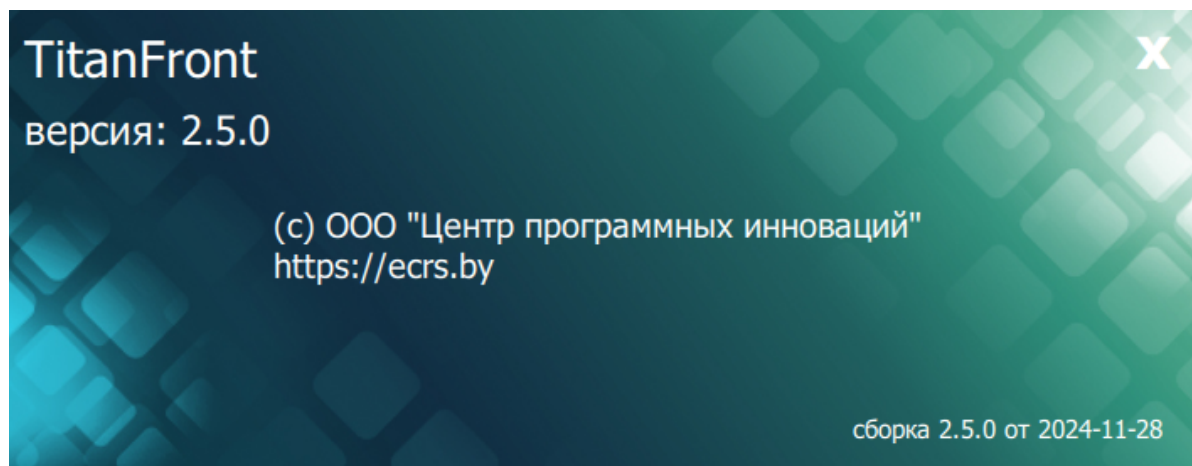 TitanFront
X
версия: 2.5.0
(с) ООО "Центр программных инноваций"
https://ecrs.by
сборка 2.5.0 от 2024-11-28